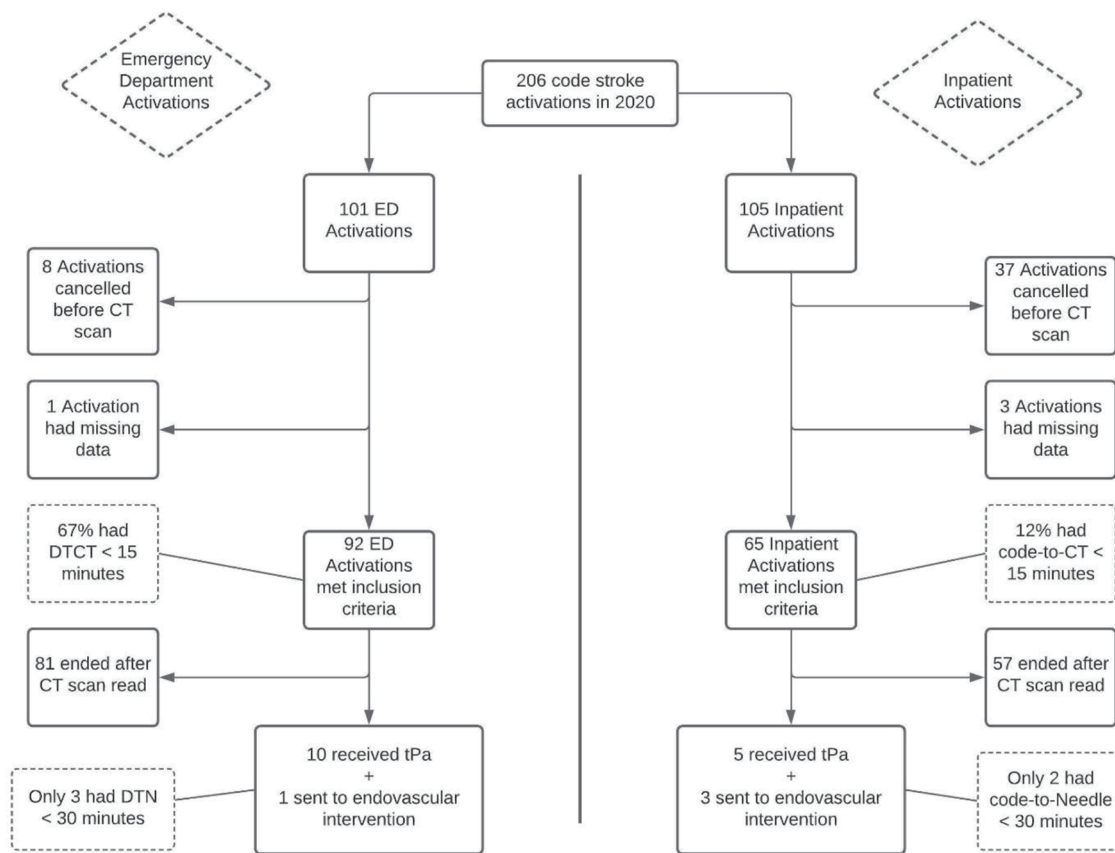 Emergency
Department
Activations
206 code stroke
activations in 2020
Inpatient
Activations
101 ED
Activations
105 Inpatient
Activations
8 Activations
cancelled
before CT
scan
37 Activations
cancelled
before CT
scan
1 Activation
had missing
data
3 Activations
had missing
data
67% had
DTCT < 15
minutes
92 ED
Activations
met inclusion
criteria
65 Inpatient
Activations
met inclusion
criteria
12% had
code-to-CT <
15 minutes
81 ended after
CT scan read
57 ended after
CT scan read
Only 3 had DTN
< 30 minutes
10 received tPa
+
1 sent to endovascular
intervention
5 received tPa
+
3 sent to endovascular
intervention
Only 2 had
code-to-Needle
< 30 minutes